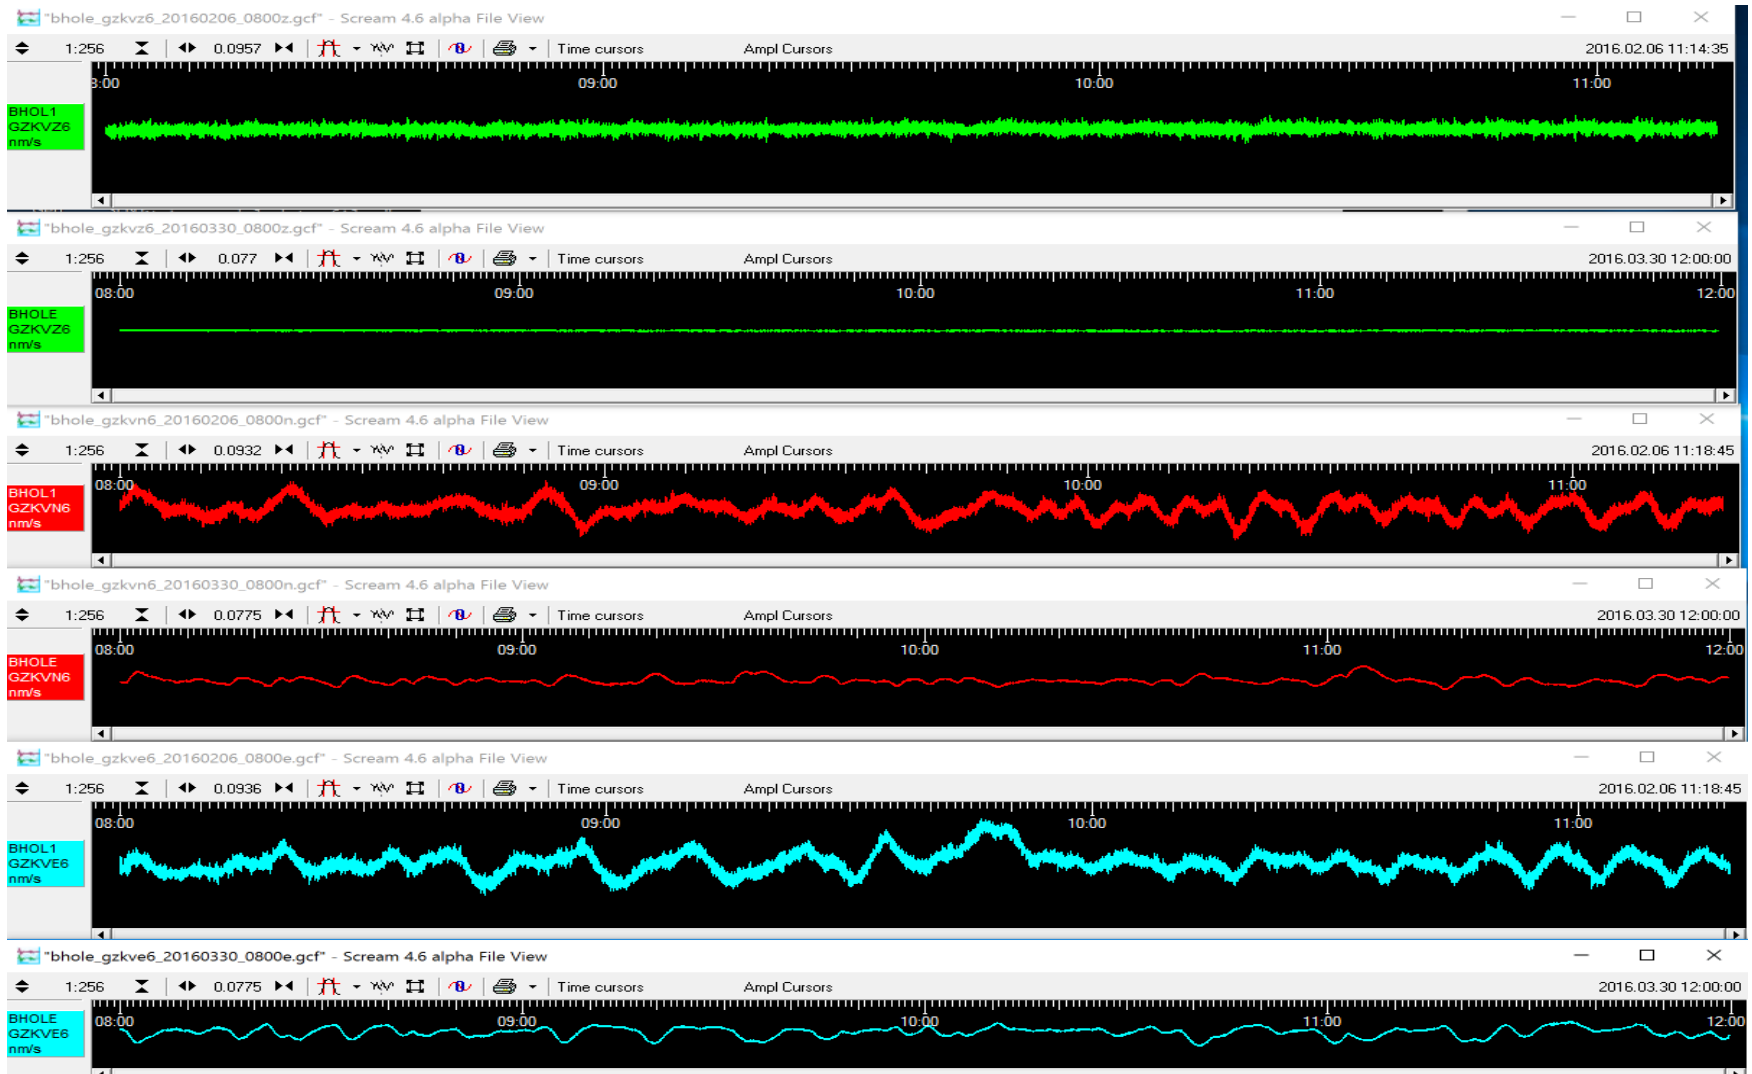 "bhole_gzkvz6_20160206_0800z.gcf" - Scream 4.6 alpha File View
1:256 0.0957 Time cursors Ampl Cursors 2016.02.06 11:14:35
8:00 09:00 10:00 11:00
BHOL1
GZKVZ6
nm/s
"bhole_gzkvz6_20160330_0800z.gcf" - Scream 4.6 alpha File View
1:256 0.077 Time cursors Ampl Cursors 2016.03.30 12:00:00
08:00 09:00 10:00 11:00 12:00
BHOLE
GZKVZ6
nm/s
"bhole_gzkvn6_20160206_0800n.gcf" - Scream 4.6 alpha File View
1:256 0.0932 Time cursors Ampl Cursors 2016.02.06 11:18:45
08:00 09:00 10:00 11:00
BHOL1
GZKVN6
nm/s
"bhole_gzkvn6_20160330_0800n.gcf" - Scream 4.6 alpha File View
1:256 0.0775 Time cursors Ampl Cursors 2016.03.30 12:00:00
08:00 09:00 10:00 11:00 12:00
BHOLE
GZKVN6
nm/s
"bhole_gzkve6_20160206_0800e.gcf" - Scream 4.6 alpha File View
1:256 0.0936 Time cursors Ampl Cursors 2016.02.06 11:18:45
08:00 09:00 10:00 11:00
BHOL1
GZKVE6
nm/s
"bhole_gzkve6_20160330_0800e.gcf" - Scream 4.6 alpha File View
1:256 0.0775 Time cursors Ampl Cursors 2016.03.30 12:00:00
08:00 09:00 10:00 11:00 12:00
BHOLE
GZKVE6
nm/s